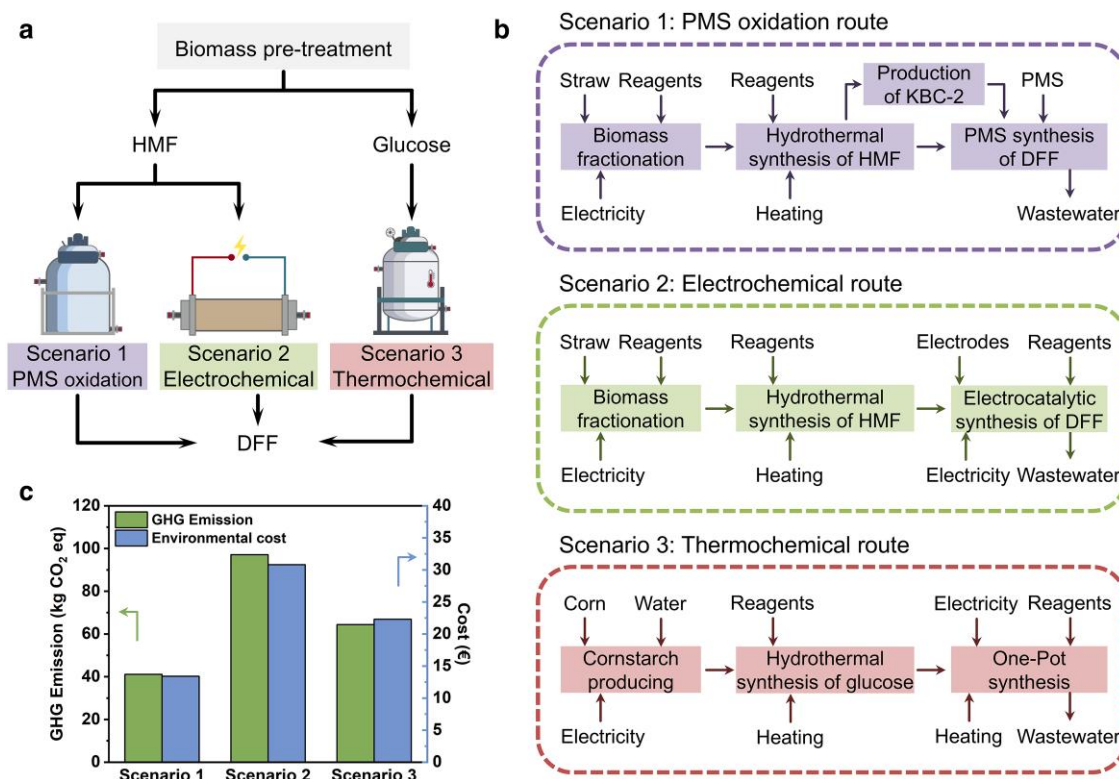 a
Biomass pre-treatment
HMF
Glucose
Scenario 1
PMS oxidation
Scenario 2
Electrochemical
Scenario 3
Thermochemical
DFF
b
Scenario 1: PMS oxidation route
Straw Reagents
Reagents
Production
of KBC-2
PMS
Biomass
fractionation
Hydrothermal
synthesis of HMF
PMS synthesis
of DFF
Electricity
Heating
Wastewater
Scenario 2: Electrochemical route
Straw Reagents
Reagents
Electrodes Reagents
Biomass
fractionation
Hydrothermal
synthesis of HMF
Electrocatalytic
synthesis of DFF
Electricity
Heating
Electricity Wastewater
Scenario 3: Thermochemical route
Corn Water
Reagents
Electricity Reagents
Cornstarch
producing
Hydrothermal
synthesis of glucose
One-Pot
synthesis
Electricity
Heating
Heating Wastewater
c
GHG Emission
Environmental cost
GHG Emission (kg CO₂ eq)
120
100
80
60
40
20
0
Cost (€)
40
35
30
25
20
15
10
5
0
Scenario 1 Scenario 2 Scenario 3